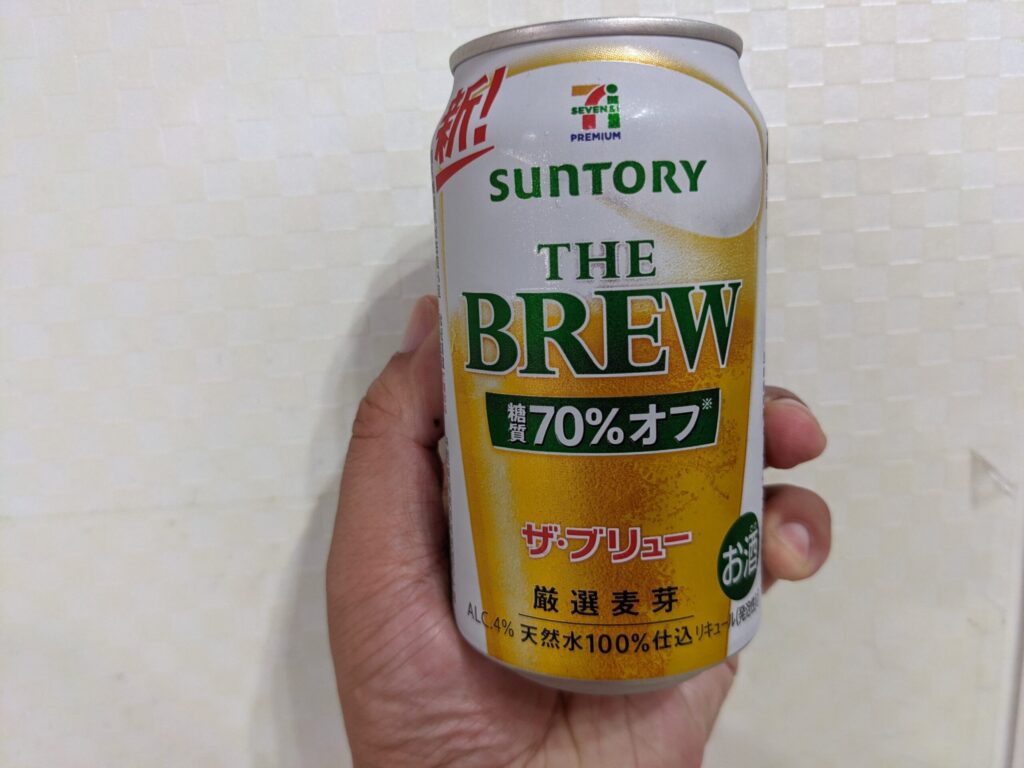 新!
SEVEN&i
PREMIUM
SUNTORY
THE
BREW
糖質70%オフ※
ザ・ブリュー
お酒
厳選麦芽
ALC.4%
天然水100%仕込
リキュール(発泡性)